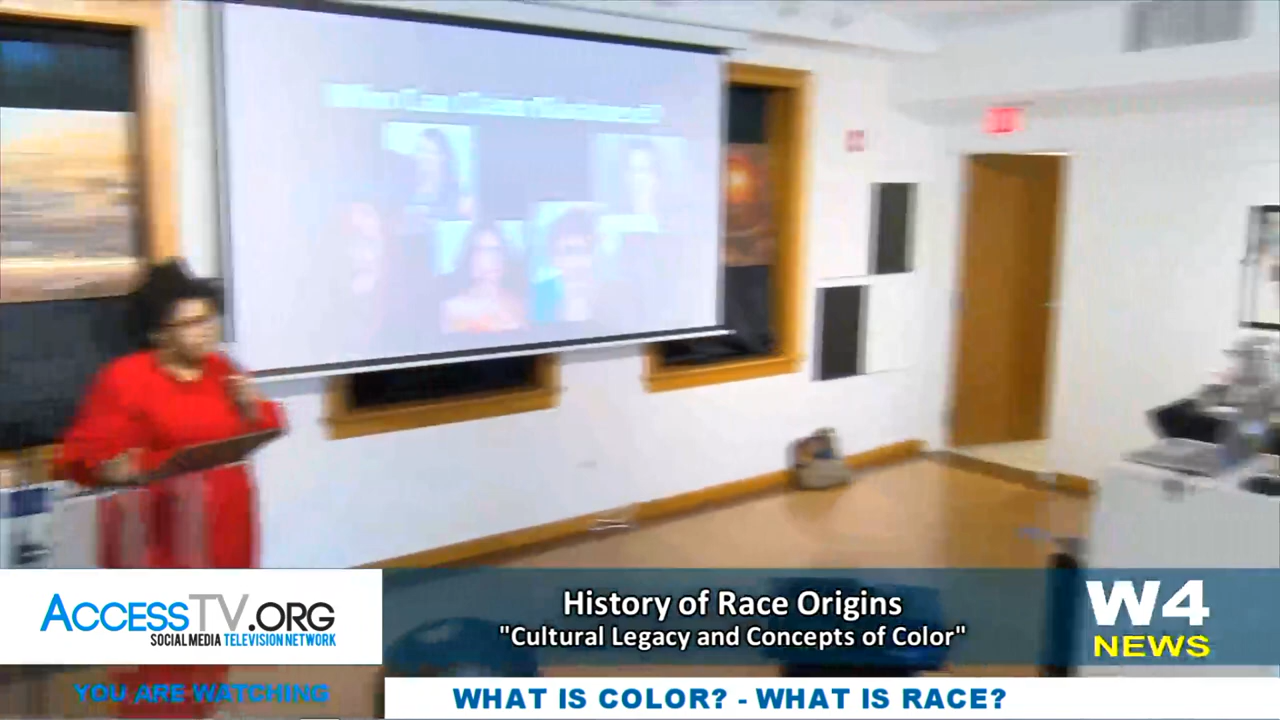 ACCESSTV.ORG
SOCIAL MEDIA TELEVISION NETWORK
History of Race Origins
"Cultural Legacy and Concepts of Color"
W4
NEWS
YOU ARE WATCHING
WHAT IS COLOR? - WHAT IS RACE?